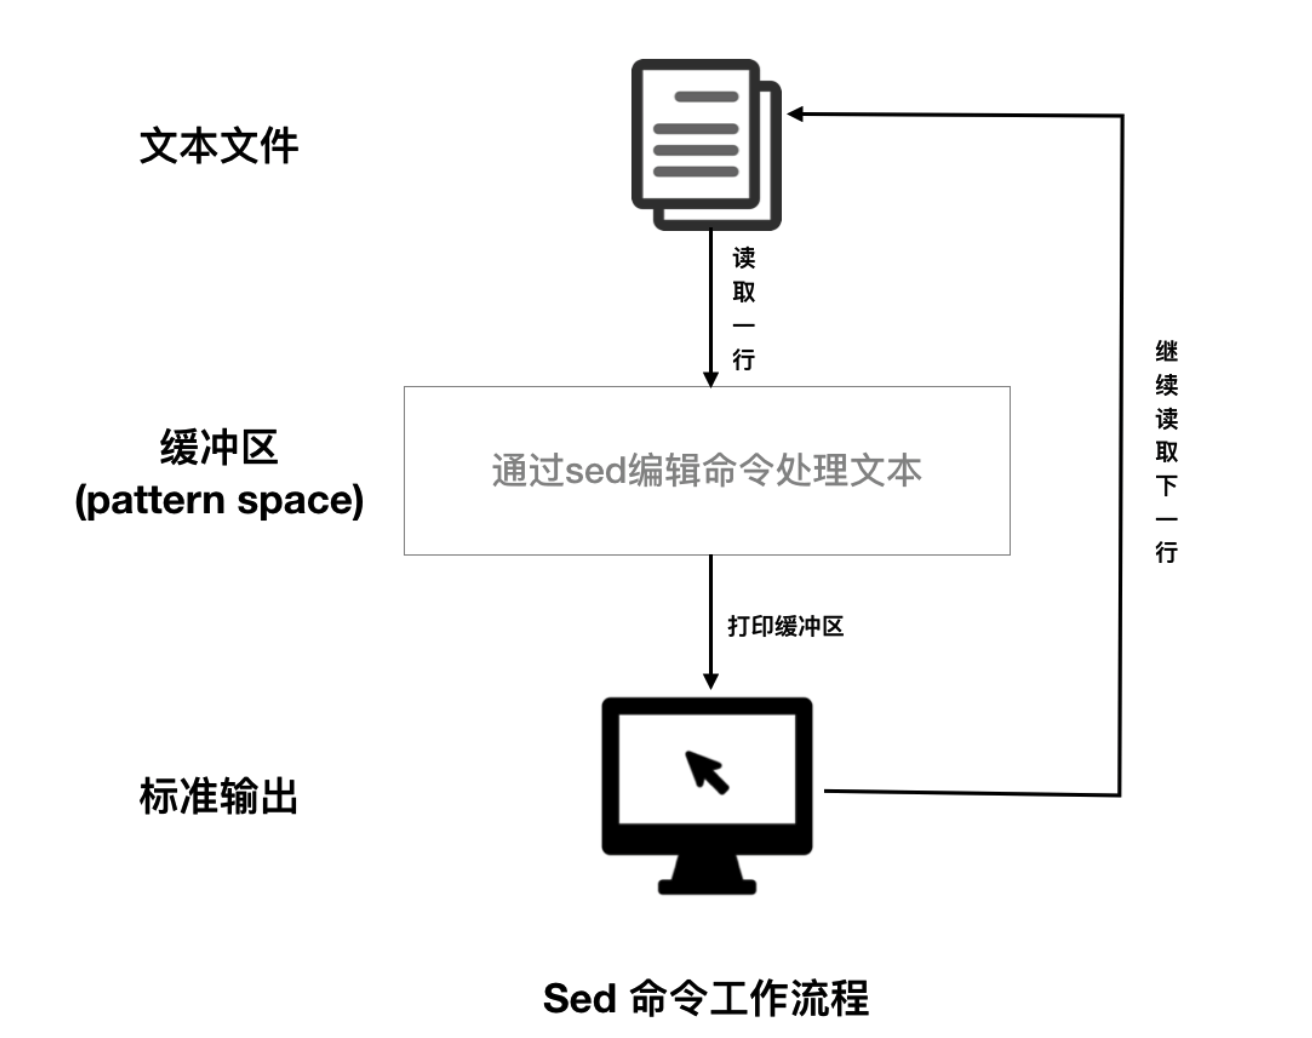 文本文件
读取一行
继续读取下一行
缓冲区
(pattern space)
通过sed编辑命令处理文本
打印缓冲区
标准输出
Sed 命令工作流程